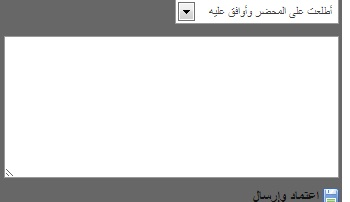 أطلعت على المحضر وأوافق عليه
اعتماد وإرسال